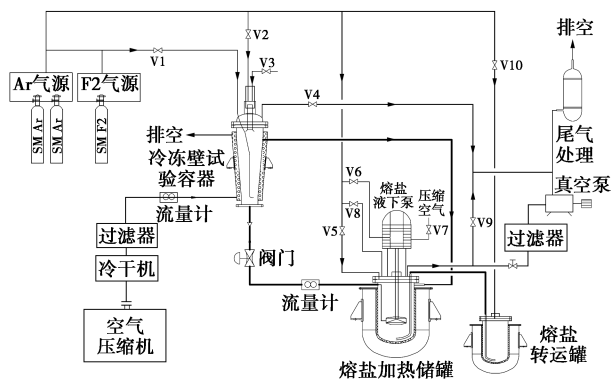 排空
V2
V10
V1
V3
Ar气源
F2气源
V4
SM Ar
SM Ar
SM F2
尾气
处理
排空
冷冻壁试
验容器
真空泵
V6
熔盐
液下泵
压缩
空气
流量计
V8
V5
V7
V9
过滤器
过滤器
冷干机
阀门
流量计
空气
压缩机
熔盐
转运罐
熔盐加热储罐